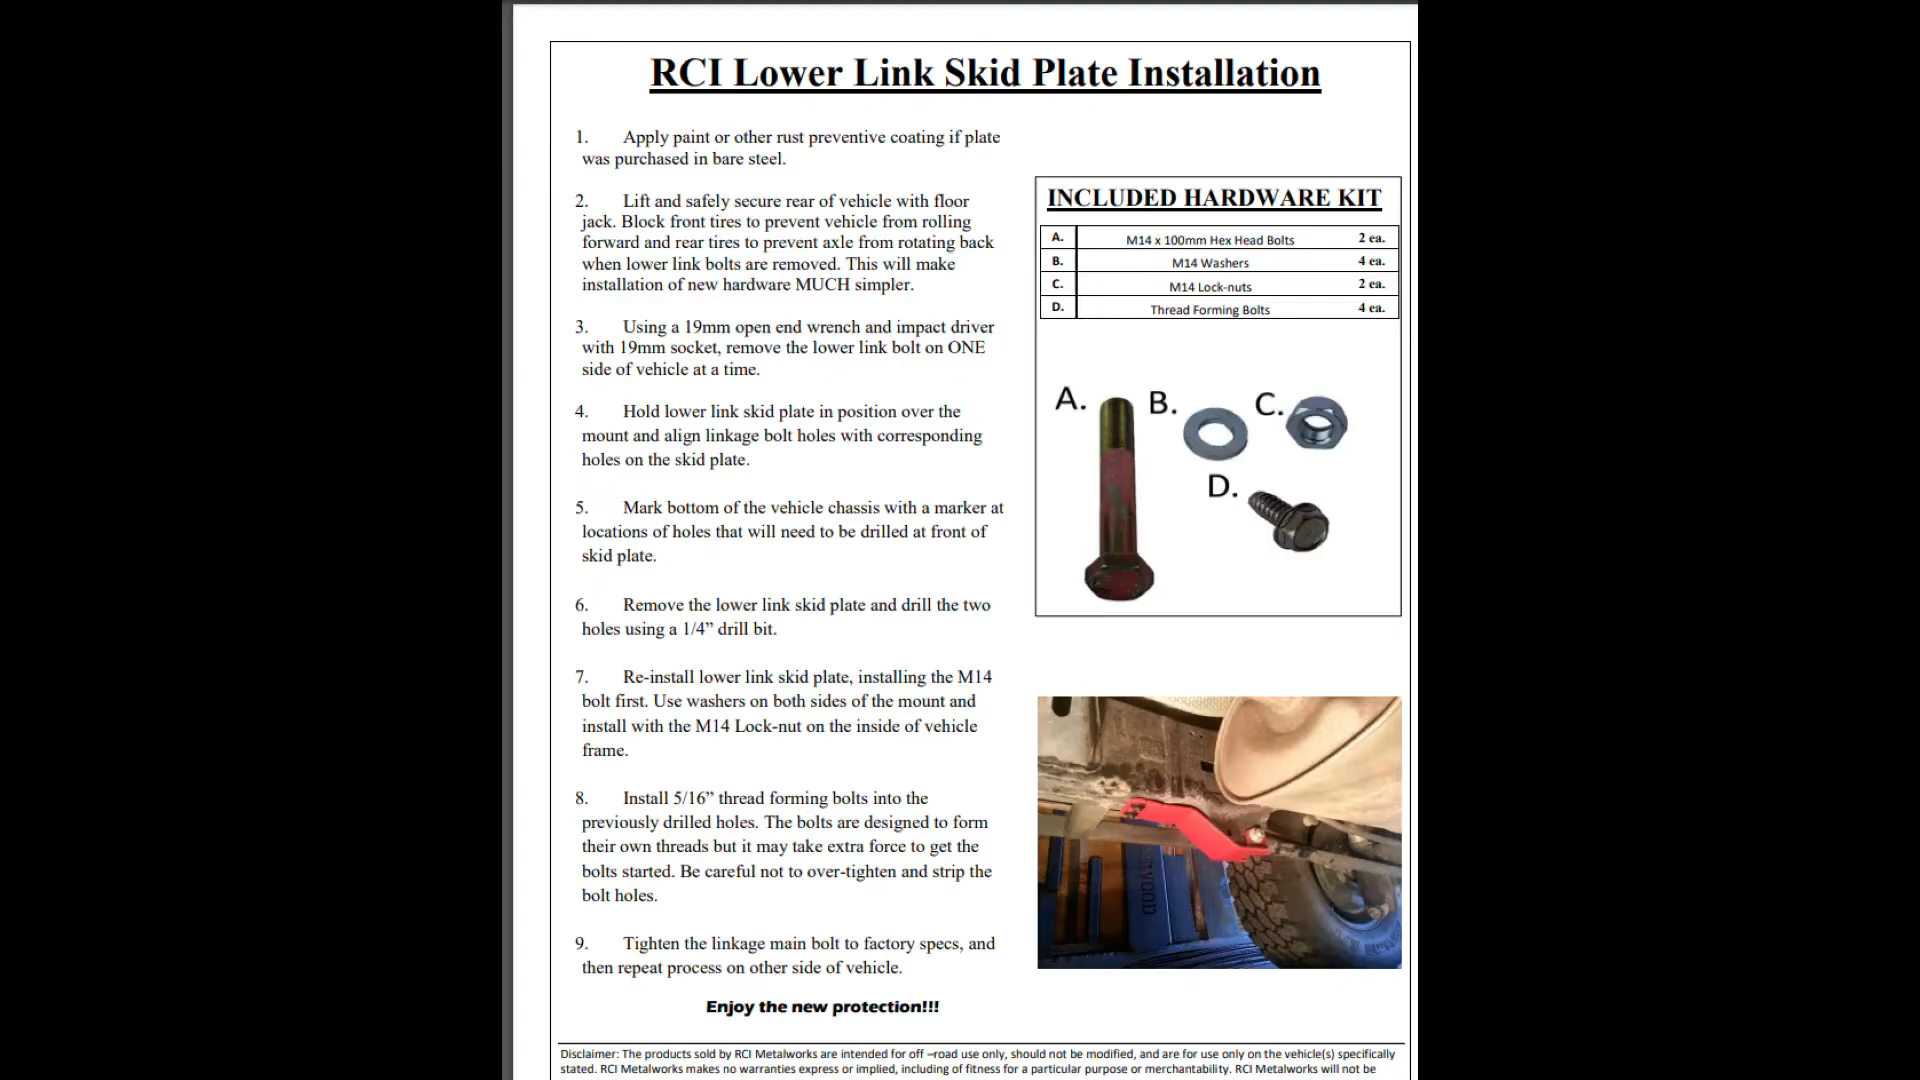 RCI Lower Link Skid Plate Installation
1. Apply paint or other rust preventive coating if plate
was purchased in bare steel.
2. Lift and safely secure rear of vehicle with floor
jack. Block front tires to prevent vehicle from rolling
forward and rear tires to prevent axle from rotating back
when lower link bolts are removed. This will make
installation of new hardware MUCH simpler.
3. Using a 19mm open end wrench and impact driver
with 19mm socket, remove the lower link bolt on ONE
side of vehicle at a time.
4. Hold lower link skid plate in position over the
mount and align linkage bolt holes with corresponding
holes on the skid plate.
5. Mark bottom of the vehicle chassis with a marker at
locations of holes that will need to be drilled at front of
skid plate.
6. Remove the lower link skid plate and drill the two
holes using a 1/4” drill bit.
7. Re-install lower link skid plate, installing the M14
bolt first. Use washers on both sides of the mount and
install with the M14 Lock-nut on the inside of vehicle
frame.
8. Install 5/16” thread forming bolts into the
previously drilled holes. The bolts are designed to form
their own threads but it may take extra force to get the
bolts started. Be careful not to over-tighten and strip the
bolt holes.
9. Tighten the linkage main bolt to factory specs, and
then repeat process on other side of vehicle.
Enjoy the new protection!!!
INCLUDED HARDWARE KIT
A. M14 x 100mm Hex Head Bolts 2 ea.
B. M14 Washers 4 ea.
C. M14 Lock-nuts 2 ea.
D. Thread Forming Bolts 4 ea.
A. B. C.
D.
Disclaimer: The products sold by RCI Metalworks are intended for off –road use only, should not be modified, and are for use only on the vehicle(s) specifically
stated. RCI Metalworks makes no warranties express or implied, including of fitness for a particular purpose or merchantability. RCI Metalworks will not be